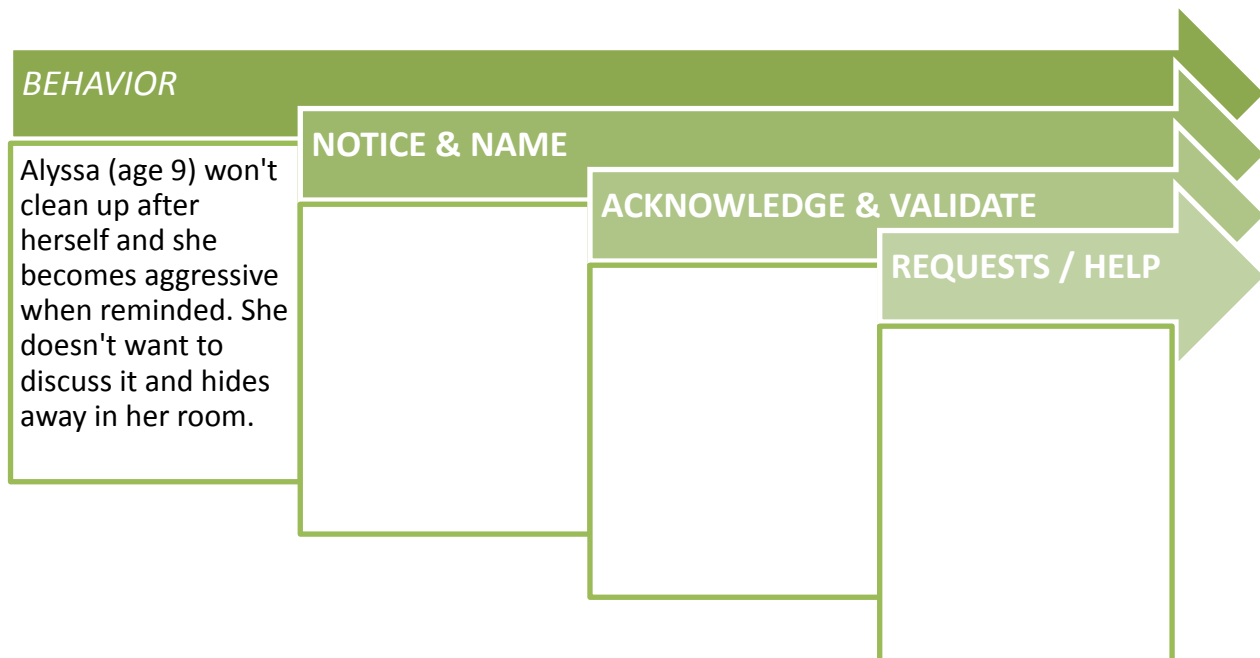 BEHAVIOR
Alyssa (age 9) won't
clean up after
herself and she
becomes aggressive
when reminded. She
doesn't want to
discuss it and hides
away in her room.
NOTICE & NAME
ACKNOWLEDGE & VALIDATE
REQUESTS / HELP